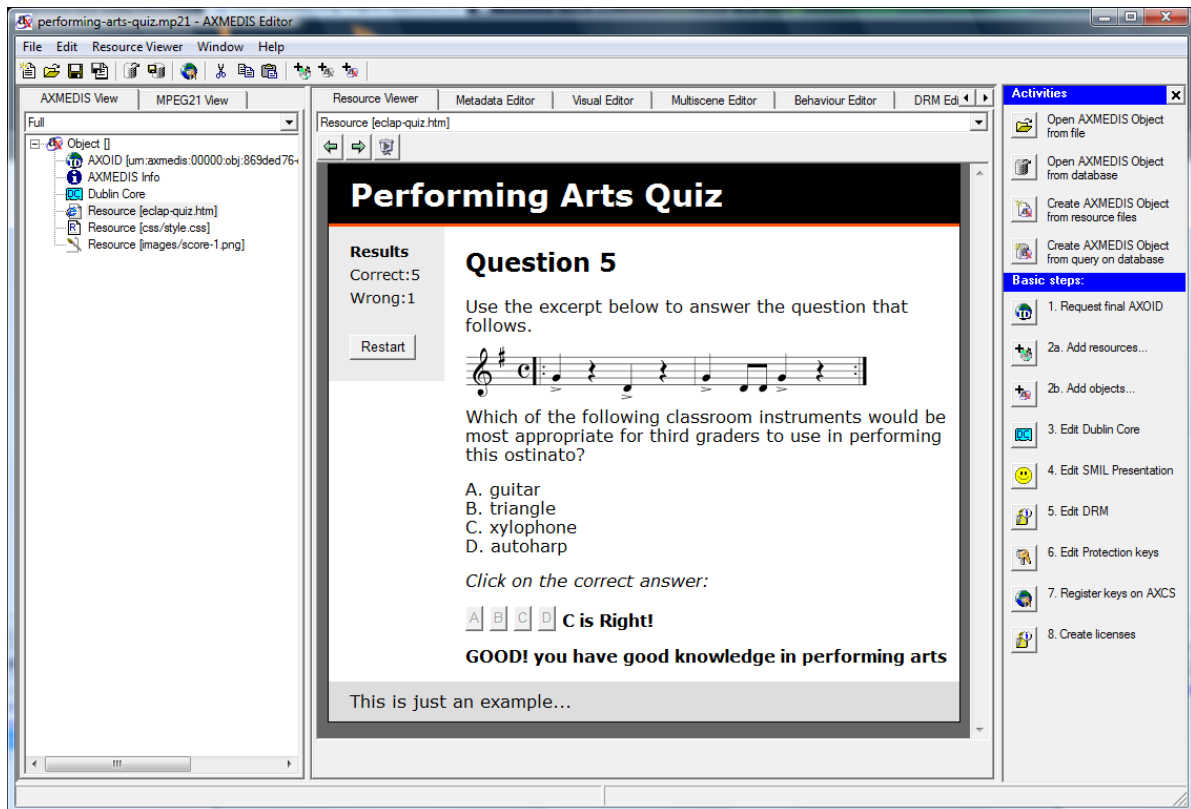 performing-arts-quiz.mp21 - AXMEDIS Editor
File Edit Resource Viewer Window Help
AXMEDIS View MPEG21 View
Full
Object []
AXOID [urn:axmedis:00000:obj:869ded76-
AXMEDIS Info
Dublin Core
Resource [eclap-quiz.htm]
Resource [css/style.css]
Resource [images/score-1.png]
Resource Viewer Metadata Editor Visual Editor Multiscene Editor Behaviour Editor DRM Edi
Resource [eclap-quiz.htm]
Performing Arts Quiz
Results
Correct:5
Wrong:1
Restart
Question 5
Use the excerpt below to answer the question that
follows.
Which of the following classroom instruments would be
most appropriate for third graders to use in performing
this ostinato?
A. guitar
B. triangle
C. xylophone
D. autoharp
Click on the correct answer:
A B C D C is Right!
GOOD! you have good knowledge in performing arts
This is just an example...
Activities
Open AXMEDIS Object
from file
Open AXMEDIS Object
from database
Create AXMEDIS Object
from resource files
Create AXMEDIS Object
from query on database
Basic steps:
1. Request final AXOID
2a. Add resources...
2b. Add objects...
3. Edit Dublin Core
4. Edit SMIL Presentation
5. Edit DRM
6. Edit Protection keys
7. Register keys on AXCS
8. Create licenses